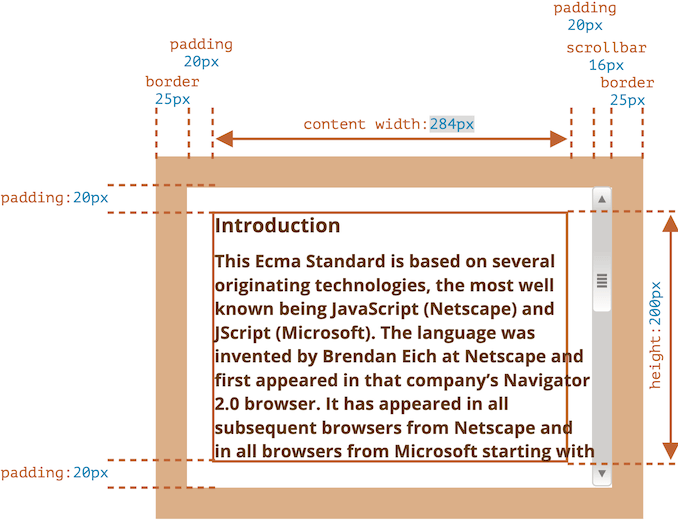 padding
20px
padding
20px
scrollbar
16px
border
25px
border
25px
content width:284px
padding:20px
Introduction
This Ecma Standard is based on several
originating technologies, the most well
known being JavaScript (Netscape) and
JScript (Microsoft). The language was
invented by Brendan Eich at Netscape and
first appeared in that company’s Navigator
2.0 browser. It has appeared in all
subsequent browsers from Netscape and
in all browsers from Microsoft starting with
height:200px
padding:20px